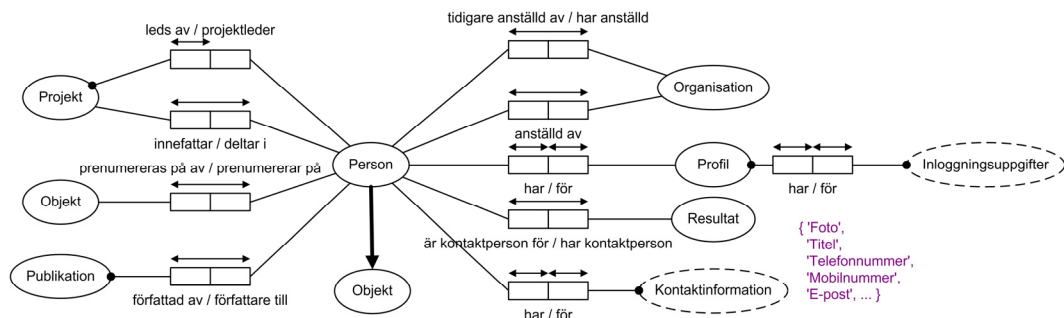 leds av / projektleder
tidigare anställd av / har anställd
Projekt
Organisation
innefattar / deltar i
anställd av
prenumereras på av / prenumererar på
Person
Profil
Inloggningsuppgifter
har / för
har / för
Objekt
Resultat
är kontaktperson för / har kontaktperson
{ 'Foto',
'Titel',
'Telefonnummer',
'Mobilnummer',
'E-post', ... }
Publikation
Objekt
Kontaktinformation
författad av / författare till
har / för